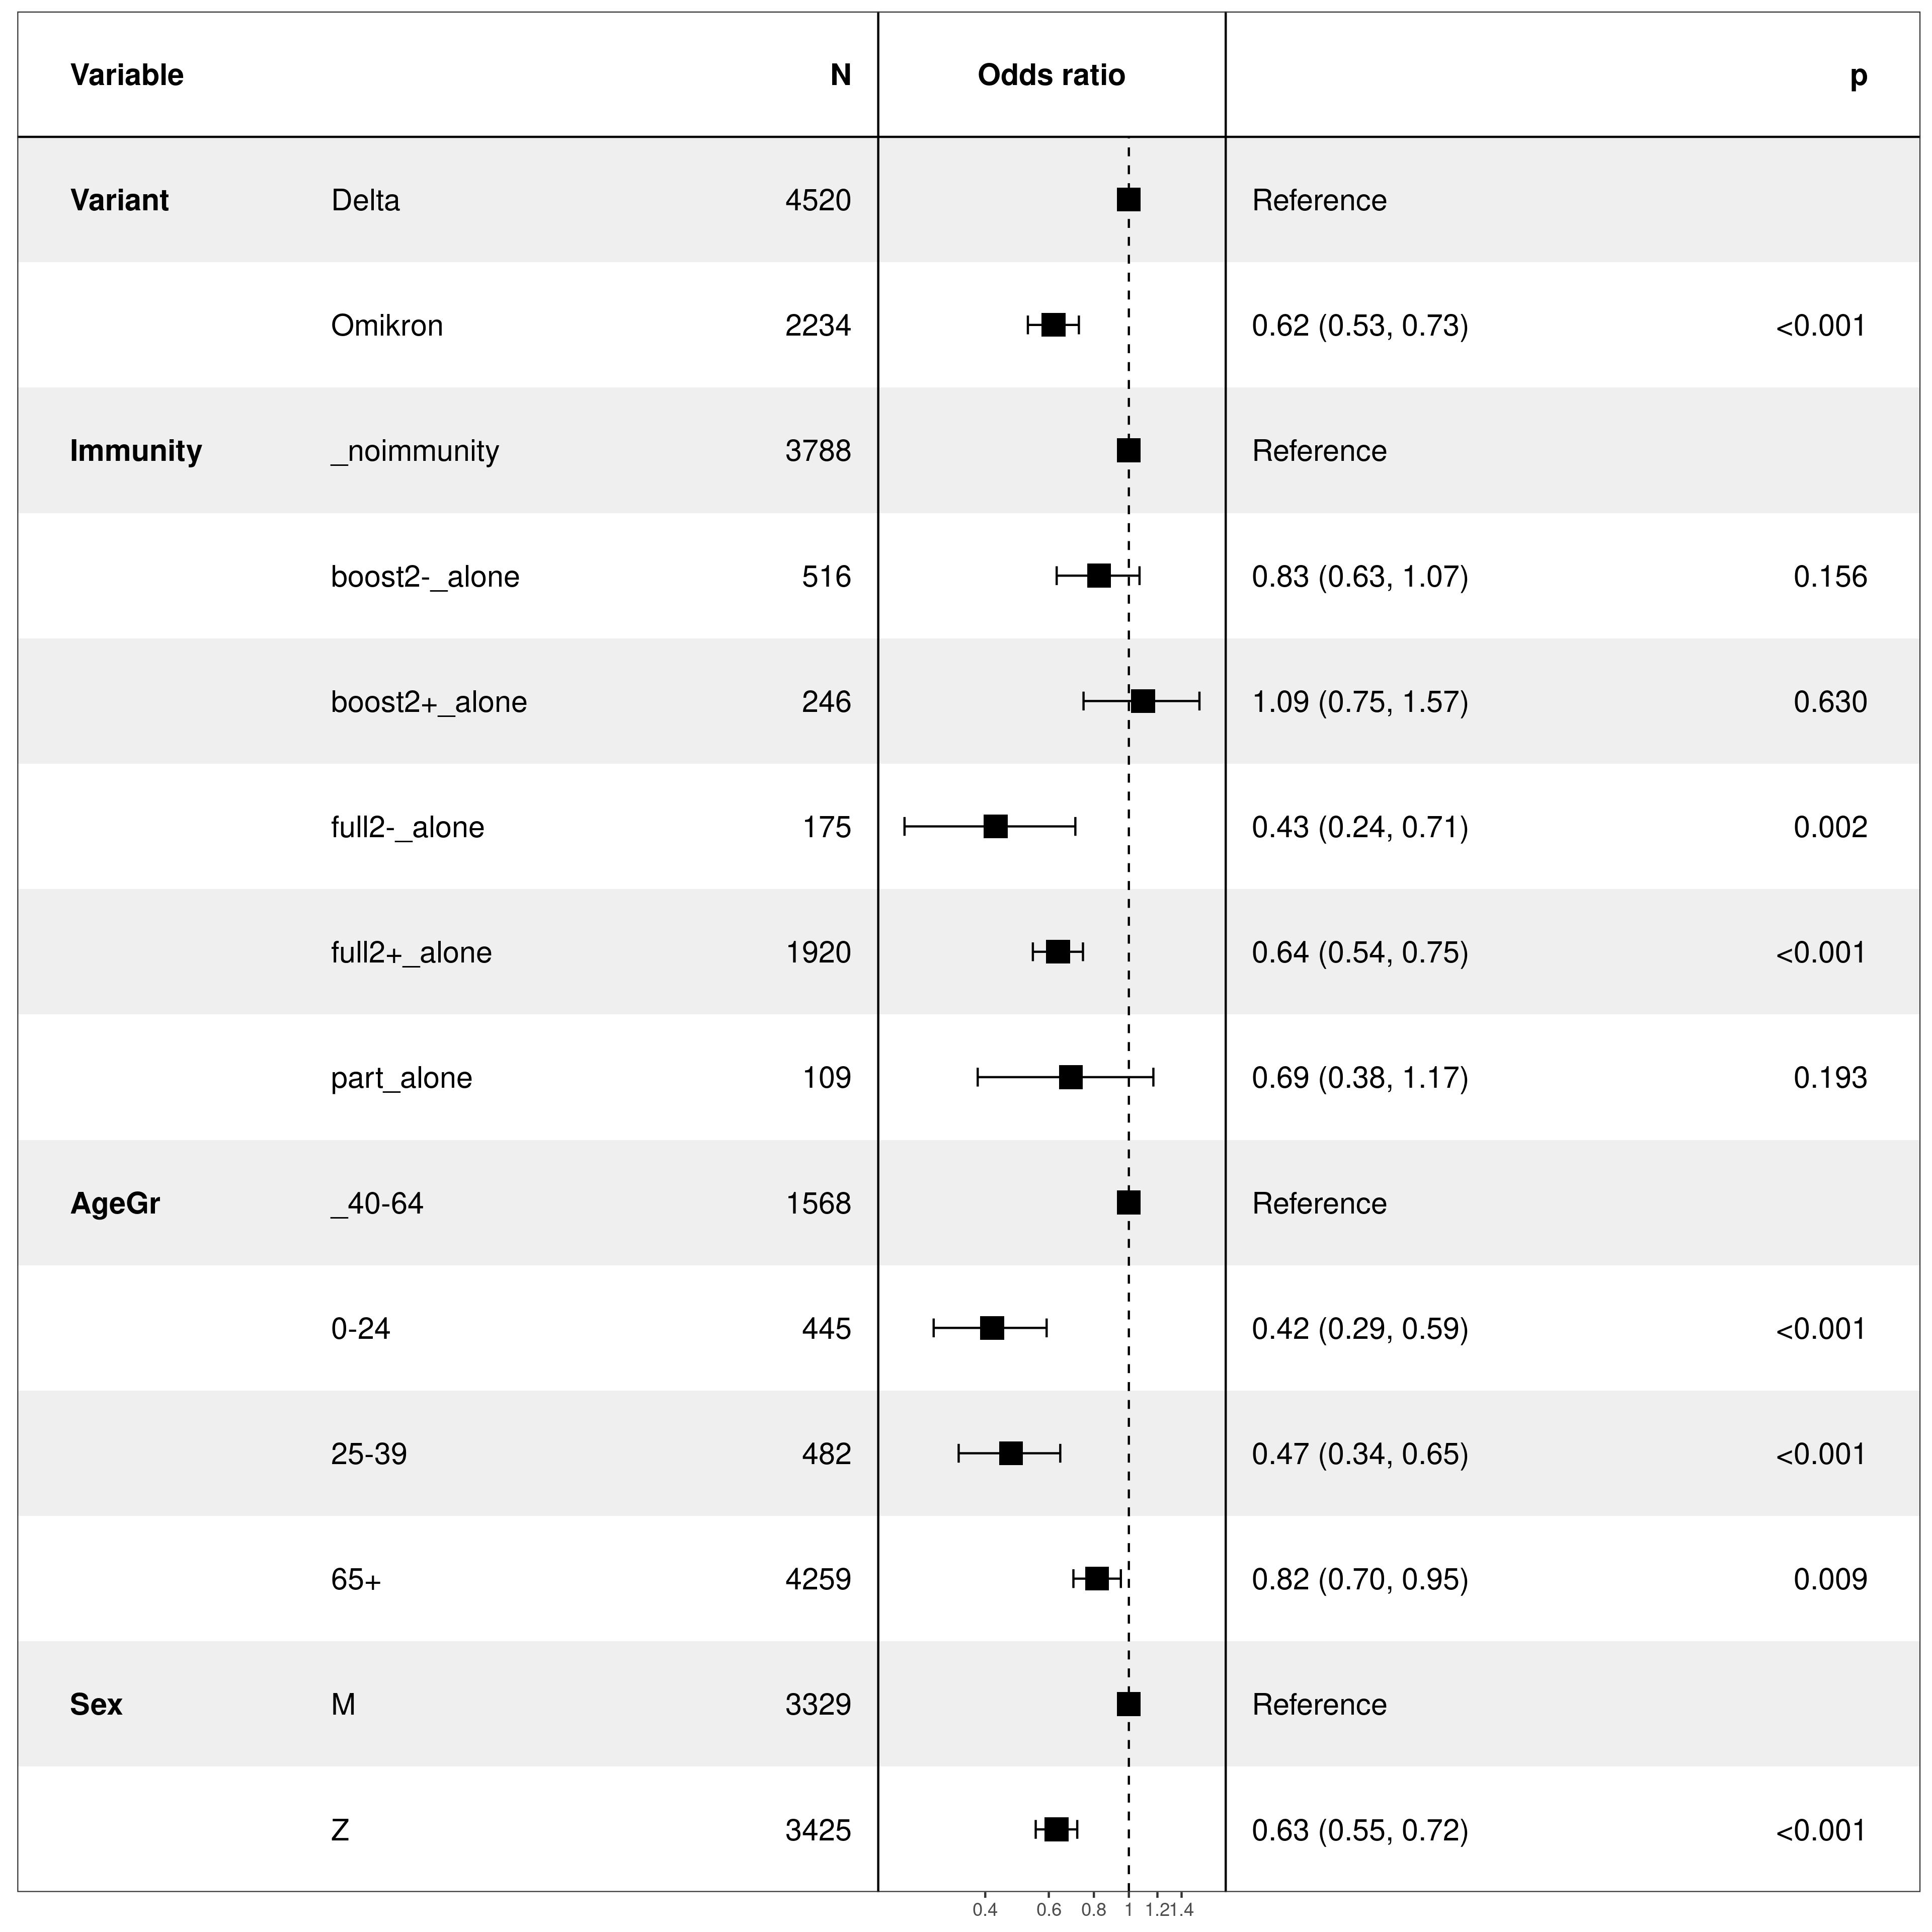 Variable N Odds ratio p
Variant Delta 4520 Reference
Omikron 2234 0.62 (0.53, 0.73) <0.001
Immunity _noimmunity 3788 Reference
boost2-_alone 516 0.83 (0.63, 1.07) 0.156
boost2+_alone 246 1.09 (0.75, 1.57) 0.630
full2-_alone 175 0.43 (0.24, 0.71) 0.002
full2+_alone 1920 0.64 (0.54, 0.75) <0.001
part_alone 109 0.69 (0.38, 1.17) 0.193
AgeGr _40-64 1568 Reference
0-24 445 0.42 (0.29, 0.59) <0.001
25-39 482 0.47 (0.34, 0.65) <0.001
65+ 4259 0.82 (0.70, 0.95) 0.009
Sex M 3329 Reference
Z 3425 0.63 (0.55, 0.72) <0.001
0.4 0.6 0.8 1 1.2 1.4